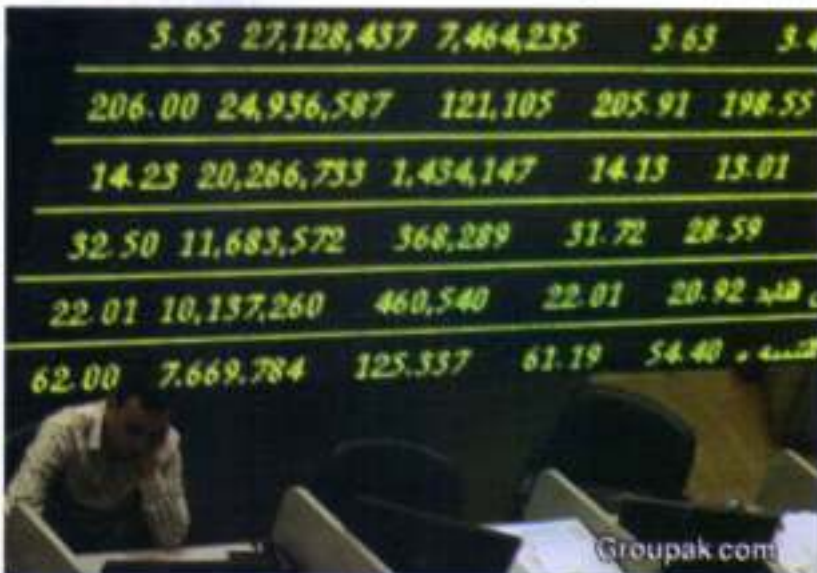 3.65 27,128,437 7,464,235 3.63 3.4
206.00 24,936,587 121,105 205.91 198.55
14.23 20,266,733 1,434,147 14.13 13.01
32.50 11,683,572 368,289 31.72 28.59
22.01 10,137,260 460,540 22.01 20.92
62.00 7.669.784 125.337 61.19 54.40
Groupak.com